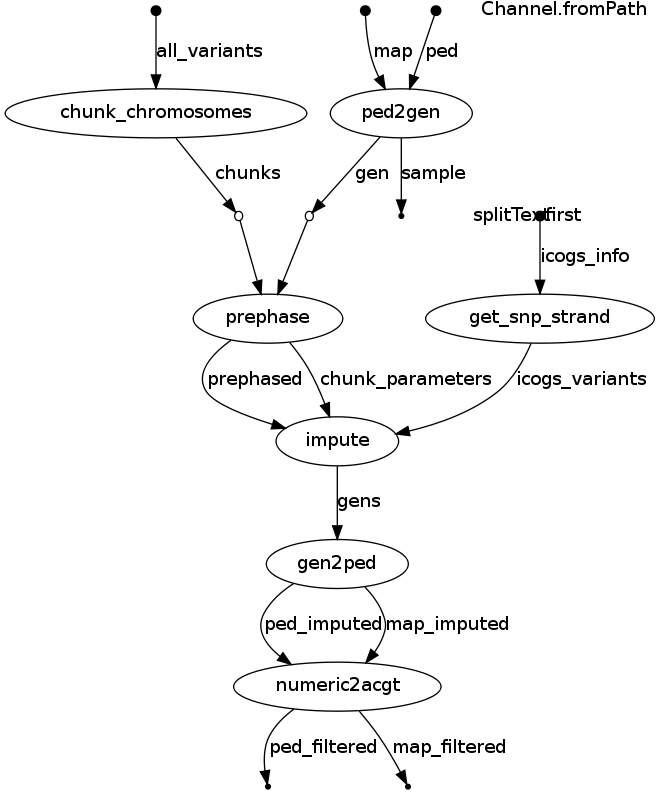 Channel.fromPath
all_variants
map
ped
chunk_chromosomes
ped2gen
chunks
gen
sample
splitText
first
icogs_info
prephase
get_snp_strand
prephased
chunk_parameters
icogs_variants
impute
gens
gen2ped
ped_imputed
map_imputed
numeric2acgt
ped_filtered
map_filtered